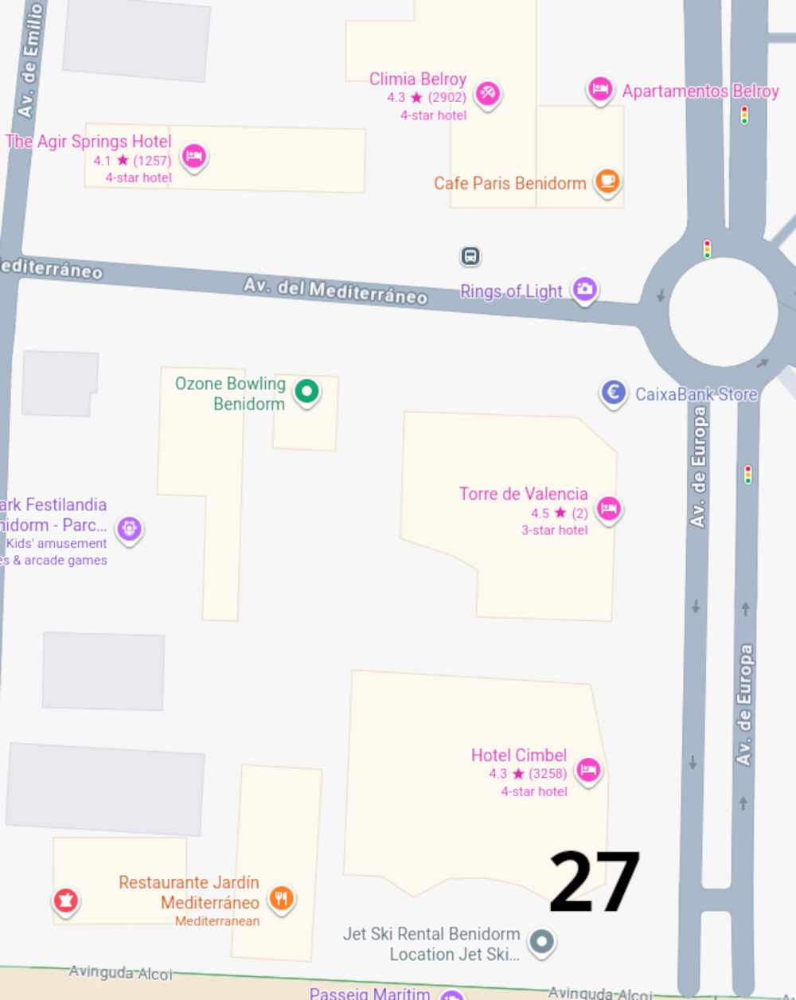 Av. de Emilio
Climia Belroy
4.3 ★ (2902)
4-star hotel
Apartamentos Belroy
The Agir Springs Hotel
4.1 ★ (1257)
4-star hotel
Cafe Paris Benidorm
editerráneo
Av. del Mediterráneo
Rings of Light
Ozone Bowling
Benidorm
CaixaBank Store
Av. de Europa
Torre de Valencia
4.5 ★ (2)
3-star hotel
ark Festilandia
nidorm - Parc...
Kids' amusement
es & arcade games
Av. de Europa
Hotel Cimbel
4.3 ★ (3258)
4-star hotel
27
Restaurante Jardín
Mediterráneo
Mediterranean
Jet Ski Rental Benidorm
Location Jet Ski...
Avinguda Alcoi
Passeig Marítim
Avinguda Alcoi